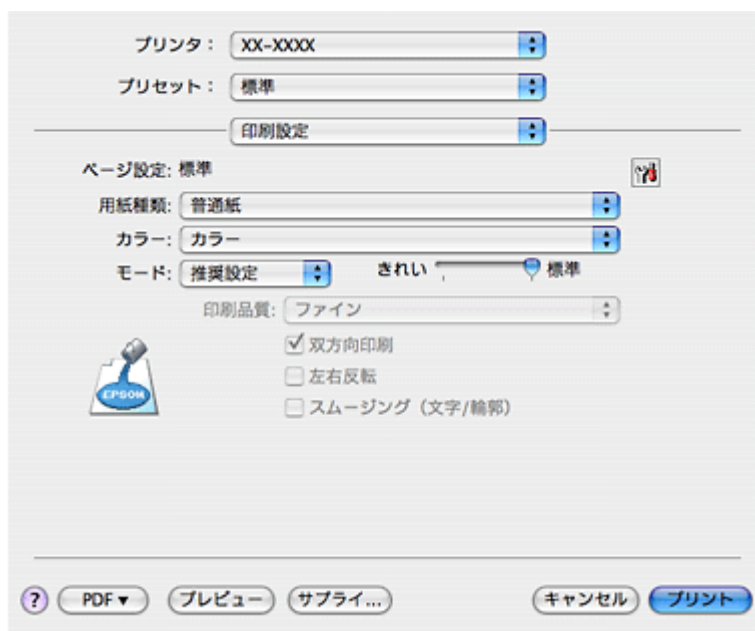 プリンタ： XX-XXXX
プリセット： 標準
印刷設定
ページ設定: 標準
用紙種類: 普通紙
カラー: カラー
モード: 推奨設定 きれい 標準
印刷品質: ファイン
双方向印刷
左右反転
スムージング（文字/輪郭）
EPSON
? PDF▼ プレビュー サプライ... キャンセル プリント